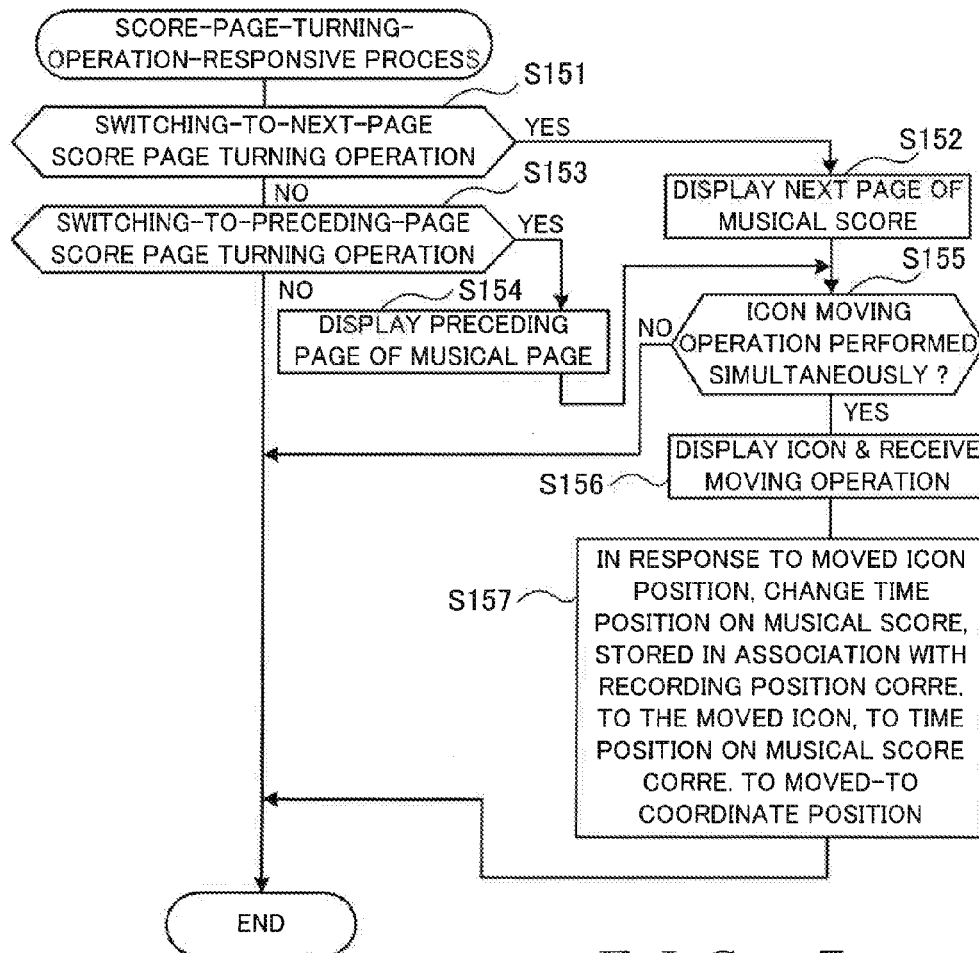 SCORE-PAGE-TURNING-
OPERATION-RESPONSIVE PROCESS
S151
SWITCHING-TO-NEXT-PAGE
SCORE PAGE TURNING OPERATION
YES
S152
DISPLAY NEXT PAGE OF
MUSICAL SCORE
NO
S153
SWITCHING-TO-PRECEDING-PAGE
SCORE PAGE TURNING OPERATION
YES
S155
NO
S154
DISPLAY PRECEDING
PAGE OF MUSICAL PAGE
ICON MOVING
OPERATION PERFORMED
SIMULTANEOUSLY ?
NO
YES
DISPLAY ICON & RECEIVE
MOVING OPERATION
S156
S157
IN RESPONSE TO MOVED ICON
POSITION, CHANGE TIME
POSITION ON MUSICAL SCORE,
STORED IN ASSOCIATION WITH
RECORDING POSITION CORRE.
TO THE MOVED ICON, TO TIME
POSITION ON MUSICAL SCORE
CORRE. TO MOVED-TO
COORDINATE POSITION
END